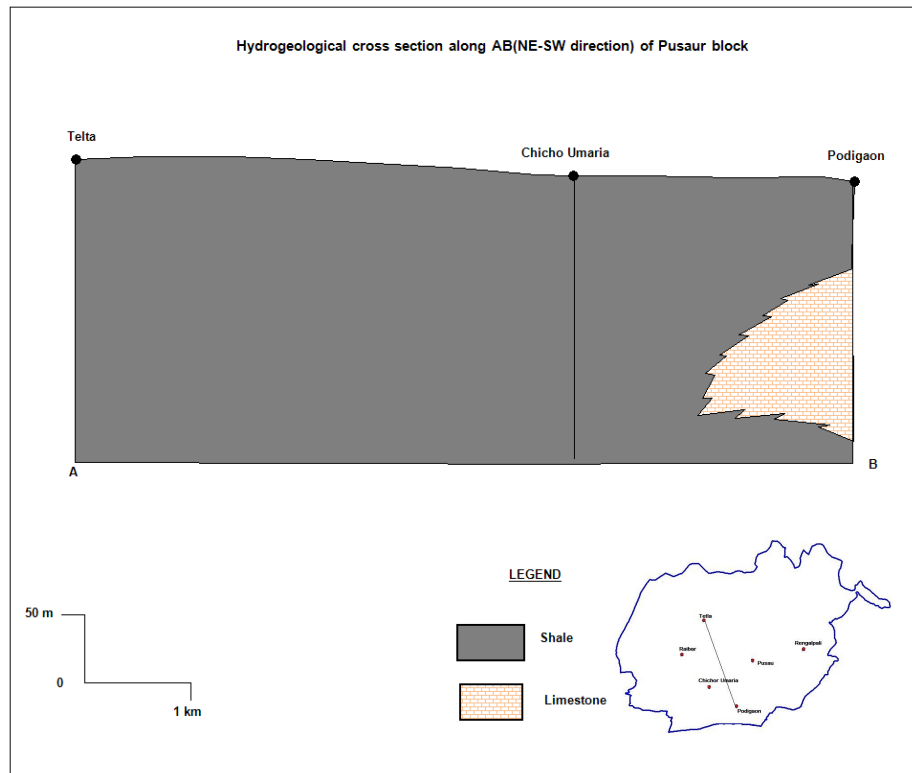 Hydrogeological cross section along AB(NE-SW direction) of Pusaur block
Telta
Chicho Umaria
Podigaon
A
B
LEGEND
50 m
0
1 km
Shale
Limestone
Tetla
Raibar
Rengalpali
Pusau
Chichor Umaria
Podigaon